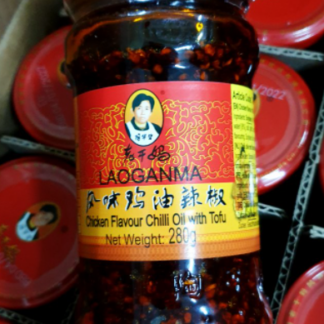 老干妈
LAOGANMA
风味鸡油辣椒
Chicken Flavour Chilli Oil with Tofu
Net Weight: 280g